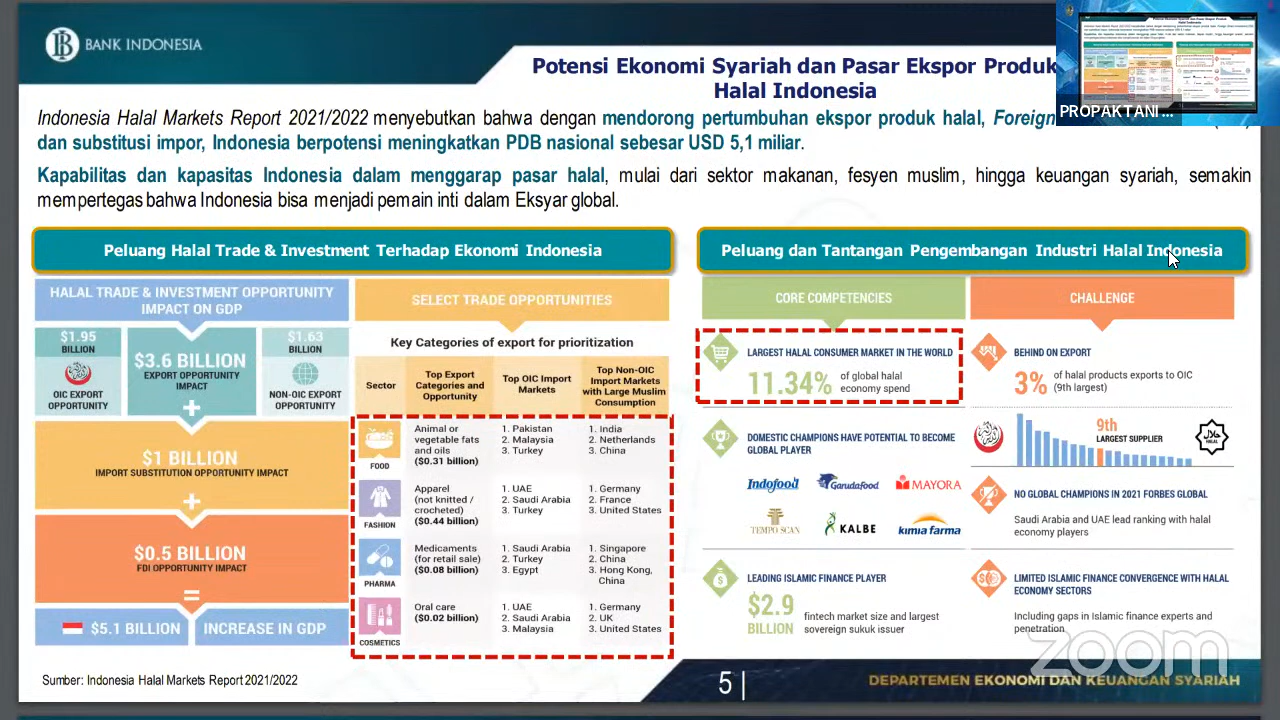 BANK INDONESIA
Potensi Ekonomi Syariah dan Pasar Ekspor Produk
Halal Indonesia
PROPAKTANI ...
Indonesia Halal Markets Report 2021/2022 menyebutkan bahwa dengan mendorong pertumbuhan ekspor produk halal, Foreign
dan substitusi impor, Indonesia berpotensi meningkatkan PDB nasional sebesar USD 5,1 miliar.
Kapabilitas dan kapasitas Indonesia dalam menggarap pasar halal, mulai dari sektor makanan, fesyen muslim, hingga keuangan syariah, semakin
mempertegas bahwa Indonesia bisa menjadi pemain inti dalam Eksyar global.
Peluang Halal Trade & Investment Terhadap Ekonomi Indonesia
HALAL TRADE & INVESTMENT OPPORTUNITY
IMPACT ON GDP
$1.95
BILLION
OIC EXPORT
OPPORTUNITY
$3.6 BILLION
EXPORT OPPORTUNITY
IMPACT
$1.63
BILLION
NON-OIC EXPORT
OPPORTUNITY
+
$1 BILLION
IMPORT SUBSTITUTION OPPORTUNITY IMPACT
+
$0.5 BILLION
FDI OPPORTUNITY IMPACT
=
$5.1 BILLION
INCREASE IN GDP
SELECT TRADE OPPORTUNITIES
Key Categories of export for prioritization
Sector
Top Export
Categories and
Opportunity
Top OIC Import
Markets
Top Non-OIC
Import Markets
with Large Muslim
Consumption
FOOD
Animal or
vegetable fats
and oils
($0.31 billion)
1. Pakistan
2. Malaysia
3. Turkey
1. India
2. Netherlands
3. China
FASHION
Apparel
(not knitted /
crocheted)
($0.44 billion)
1. UAE
2. Saudi Arabia
3. Turkey
1. Germany
2. France
3. United States
PHARMA
Medicaments
(for retail sale)
($0.08 billion)
1. Saudi Arabia
2. Turkey
3. Egypt
1. Singapore
2. China
3. Hong Kong,
China
COSMETICS
Oral care
($0.02 billion)
1. UAE
2. Saudi Arabia
3. Malaysia
1. Germany
2. UK
3. United States
Peluang dan Tantangan Pengembangan Industri Halal Indonesia
CORE COMPETENCIES
LARGEST HALAL CONSUMER MARKET IN THE WORLD
11.34%
of global halal
economy spend
DOMESTIC CHAMPIONS HAVE POTENTIAL TO BECOME
GLOBAL PLAYER
Indofood
Garudafood
MAYORA
TEMPO SCAN
KALBE
kimia farma
LEADING ISLAMIC FINANCE PLAYER
$2.9
BILLION
fintech market size and largest
sovereign sukuk issuer
CHALLENGE
BEHIND ON EXPORT
3%
of halal products exports to OIC
(9th largest)
9th
LARGEST SUPPLIER
NO GLOBAL CHAMPIONS IN 2021 FORBES GLOBAL
Saudi Arabia and UAE lead ranking with halal
economy players
LIMITED ISLAMIC FINANCE CONVERGENCE WITH HALAL
ECONOMY SECTORS
Including gaps in Islamic finance experts and
penetration
zoom
Sumber: Indonesia Halal Markets Report 2021/2022
5 |
DEPARTEMEN EKONOMI DAN KEUANGAN SYARIAH